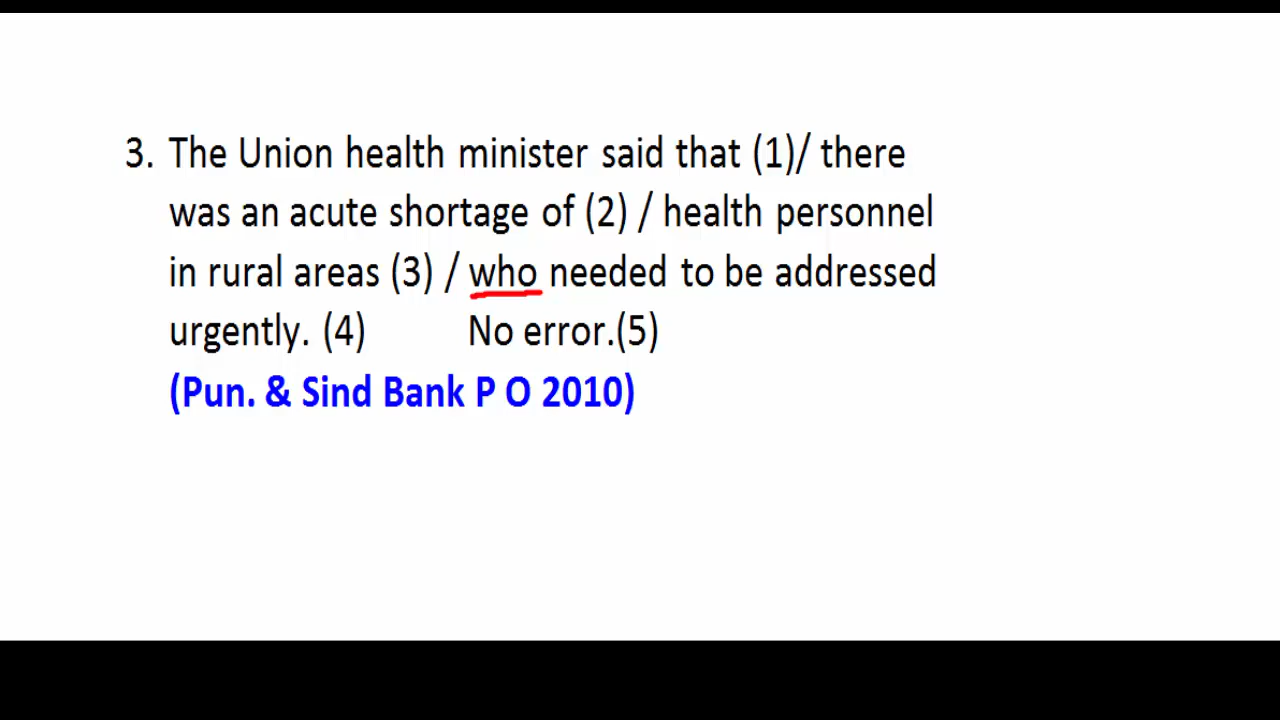 3. The Union health minister said that (1)/ there
was an acute shortage of (2) / health personnel
in rural areas (3) / who needed to be addressed
urgently. (4) No error.(5)
(Pun. & Sind Bank P O 2010)